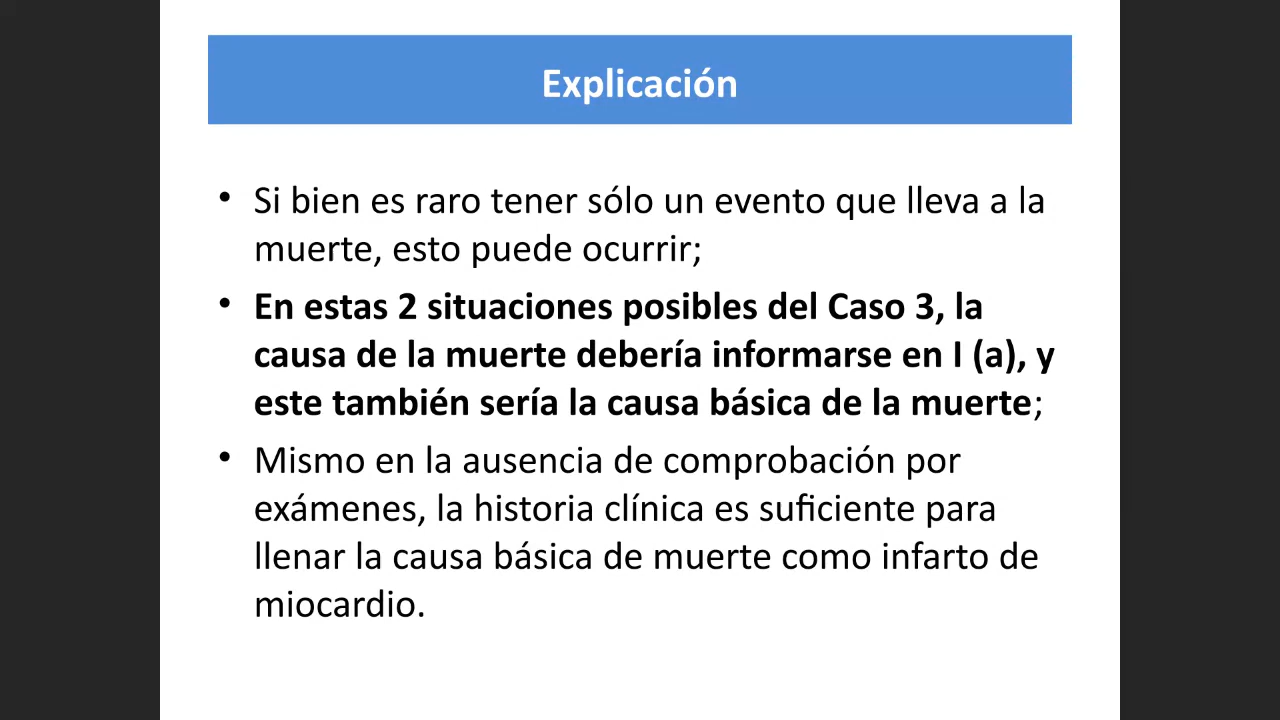 Explicación
• Si bien es raro tener sólo un evento que lleva a la
muerte, esto puede ocurrir;
• En estas 2 situaciones posibles del Caso 3, la
causa de la muerte debería informarse en I (a), y
este también sería la causa básica de la muerte;
• Mismo en la ausencia de comprobación por
exámenes, la historia clínica es suficiente para
llenar la causa básica de muerte como infarto de
miocardio.